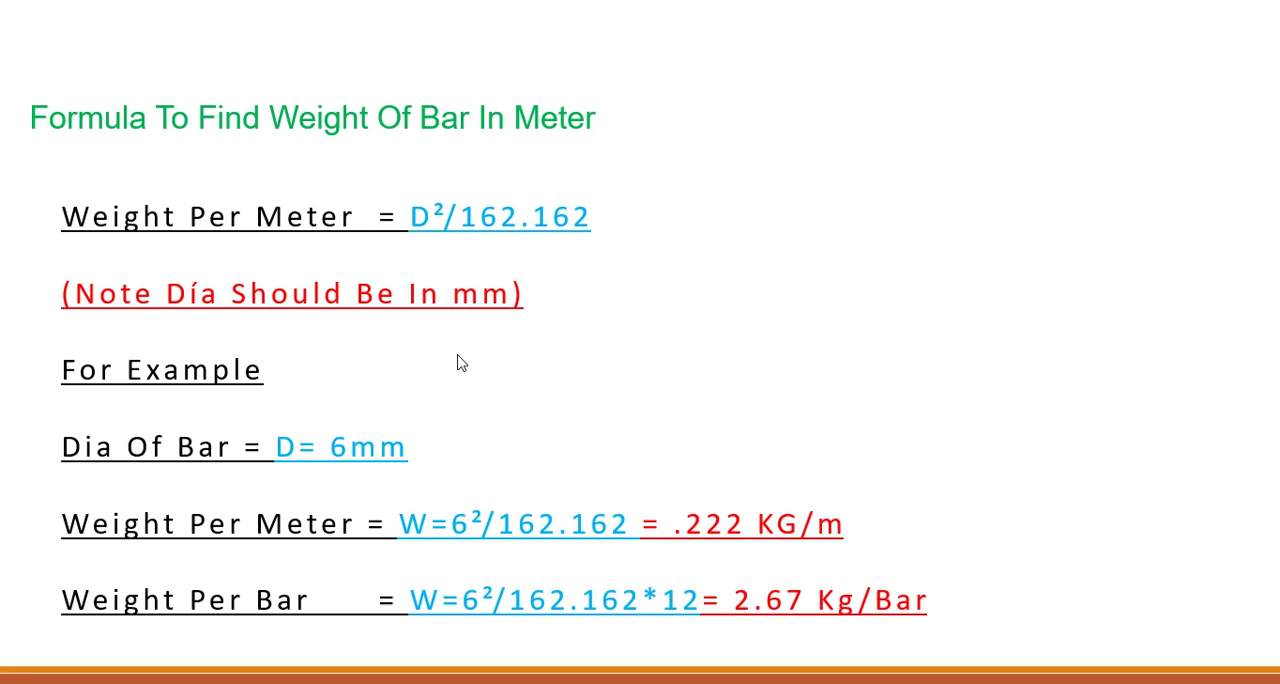 Formula To Find Weight Of Bar In Meter
Weight Per Meter = D²/162.162
(Note Día Should Be In mm)
For Example
Dia Of Bar = D= 6mm
Weight Per Meter = W=6²/162.162 = .222 KG/m
Weight Per Bar = W=6²/162.162*12= 2.67 Kg/Bar